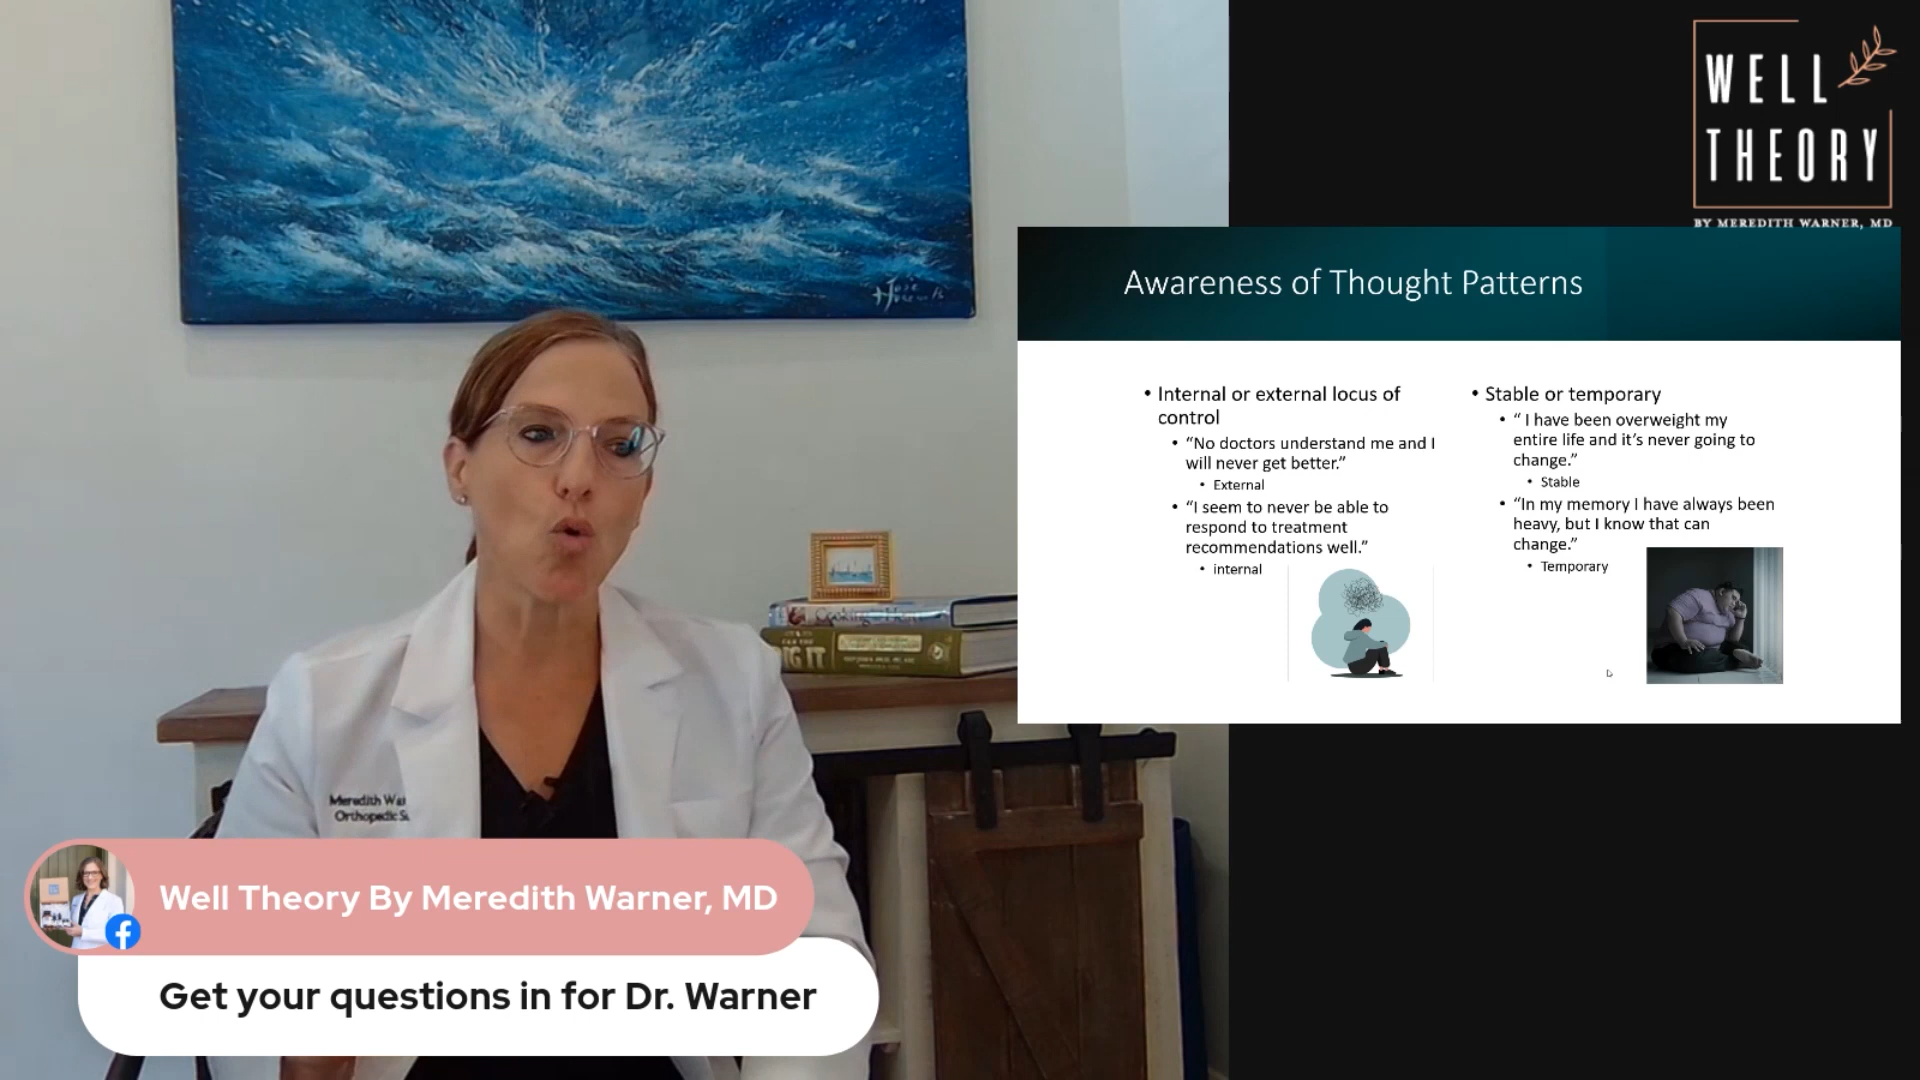 WELL
THEORY
BY MEREDITH WARNER, MD
Awareness of Thought Patterns
• Internal or external locus of
control
• “No doctors understand me and I
will never get better.”
• External
• “I seem to never be able to
respond to treatment
recommendations well.”
• internal
• Stable or temporary
• “ I have been overweight my
entire life and it’s never going to
change.”
• Stable
• “In my memory I have always been
heavy, but I know that can
change.”
• Temporary
Meredith
Orthopedic
Well Theory By Meredith Warner, MD
Get your questions in for Dr. Warner